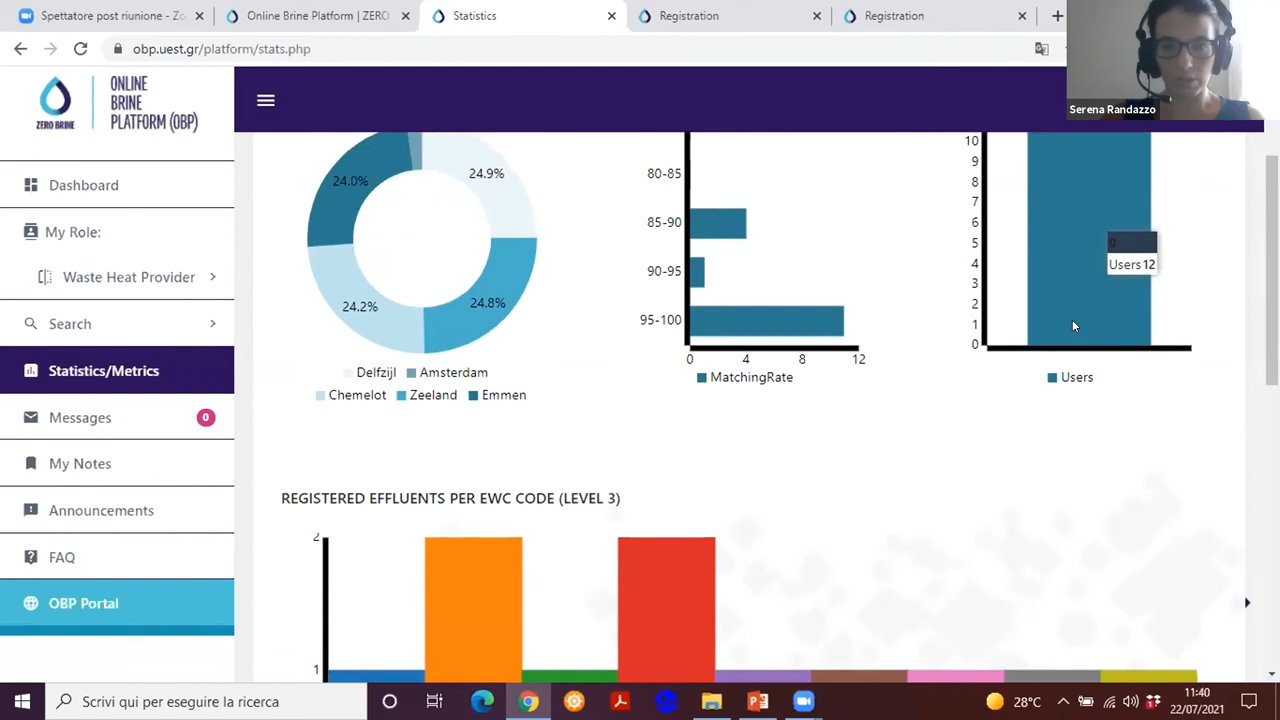 Spettatore post riunione - Zo
Online Brine Platform | ZERO
Statistics
Registration
Registration
obp.uest.gr/platform/stats.php
Serena Randazzo
ZERO BRINE
ONLINE
BRINE
PLATFORM (OBP)
Dashboard
My Role:
Waste Heat Provider
Search
Statistics/Metrics
Messages
0
My Notes
Announcements
FAQ
OBP Portal
24.0%
24.9%
24.2%
24.8%
Delfzijl Amsterdam
Chemelot Zeeland Emmen
80-85
85-90
90-95
95-100
0 4 8 12
MatchingRate
10
9
8
7
6
5
4
3
2
1
0
0
Users 12
Users
REGISTERED EFFLUENTS PER EWC CODE (LEVEL 3)
2
1
Scrivi qui per eseguire la ricerca
28°C
11:40
22/07/2021